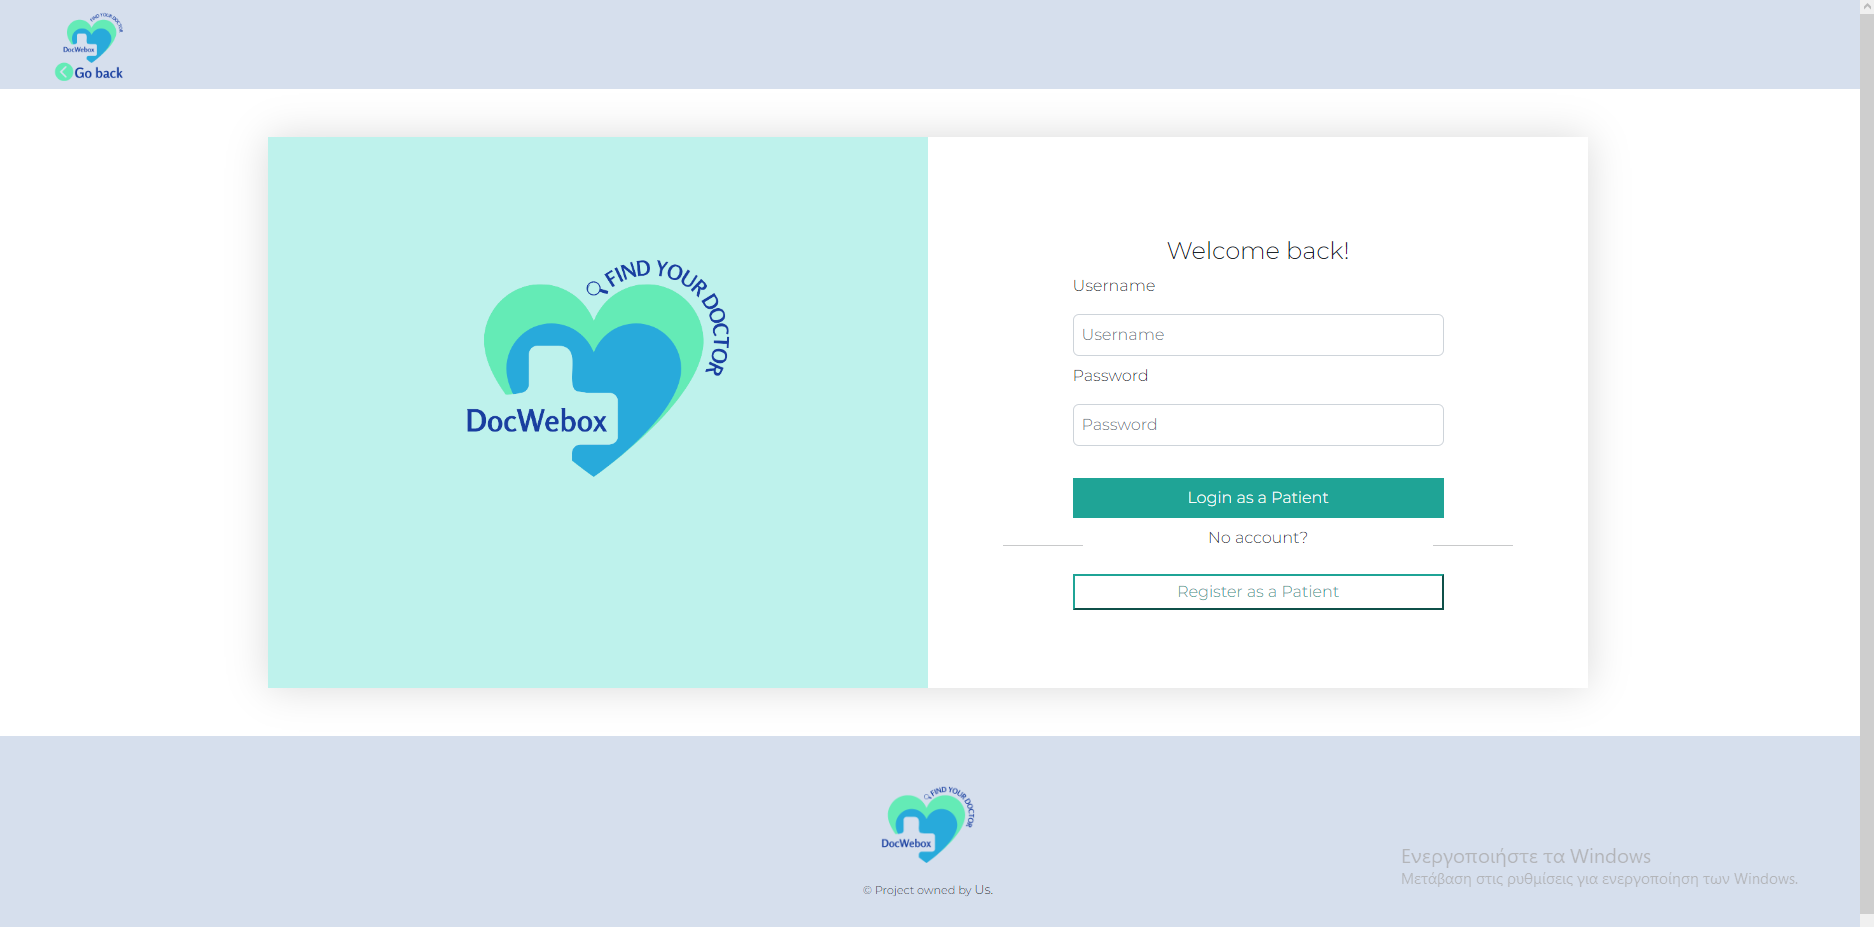 FIND YOUR DOCTOR
DocWebox
Go back
FIND YOUR DOCTOR
DocWebox
Welcome back!
Username
Username
Password
Password
Login as a Patient
No account?
Register as a Patient
FIND YOUR DOCTOR
DocWebox
© Project owned by Us.
Ενεργοποιήστε τα Windows
Μετάβαση στις ρυθμίσεις για ενεργοποίηση των Windows.